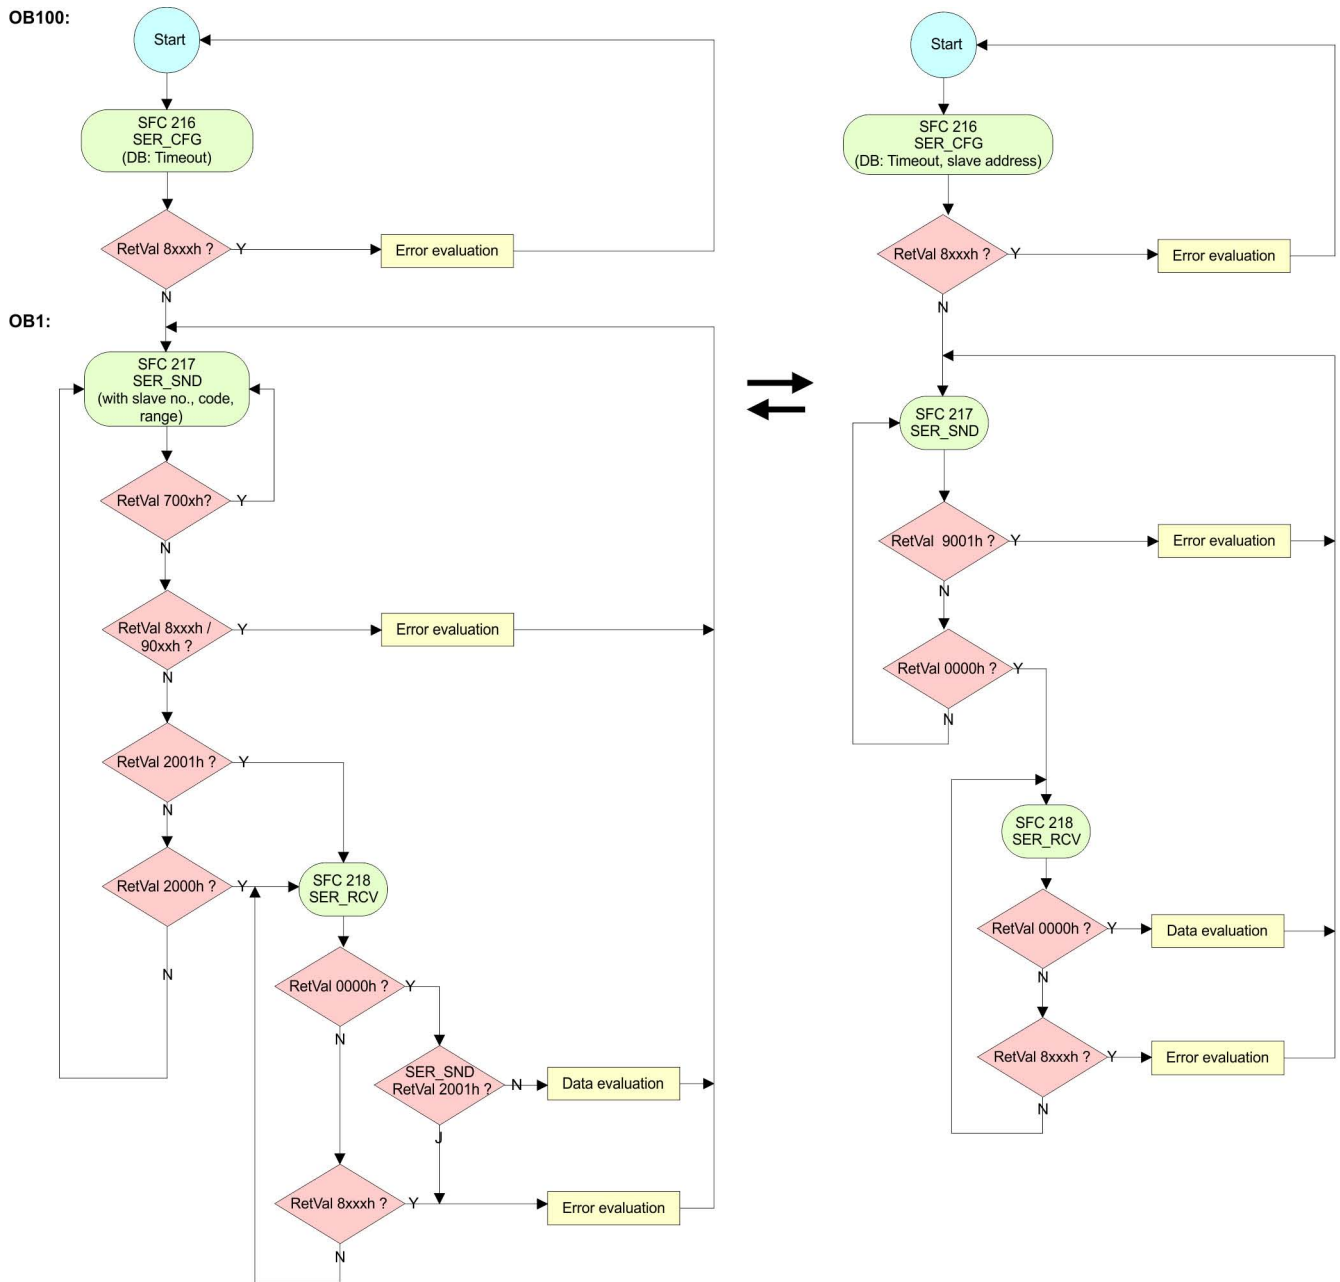 OB100:
Start
SFC 216
SER_CFG
(DB: Timeout)
RetVal 8xxxh ?
Y
Error evaluation
N
OB1:
SFC 217
SER_SND
(with slave no., code,
range)
RetVal 700xh?
Y
N
RetVal 8xxxh /
90xxh ?
Y
Error evaluation
N
RetVal 2001h ?
Y
N
RetVal 2000h ?
Y
N
SFC 218
SER_RCV
RetVal 0000h ?
Y
N
SER_SND
RetVal 2001h ?
N
Data evaluation
J
RetVal 8xxxh ?
Y
Error evaluation
N
Start
SFC 216
SER_CFG
(DB: Timeout, slave address)
RetVal 8xxxh ?
Y
Error evaluation
N
SFC 217
SER_SND
RetVal  9001h ?
Y
Error evaluation
N
RetVal 0000h ?
Y
N
SFC 218
SER_RCV
RetVal 0000h ?
Y
Data evaluation
N
RetVal 8xxxh ?
Y
Error evaluation
N